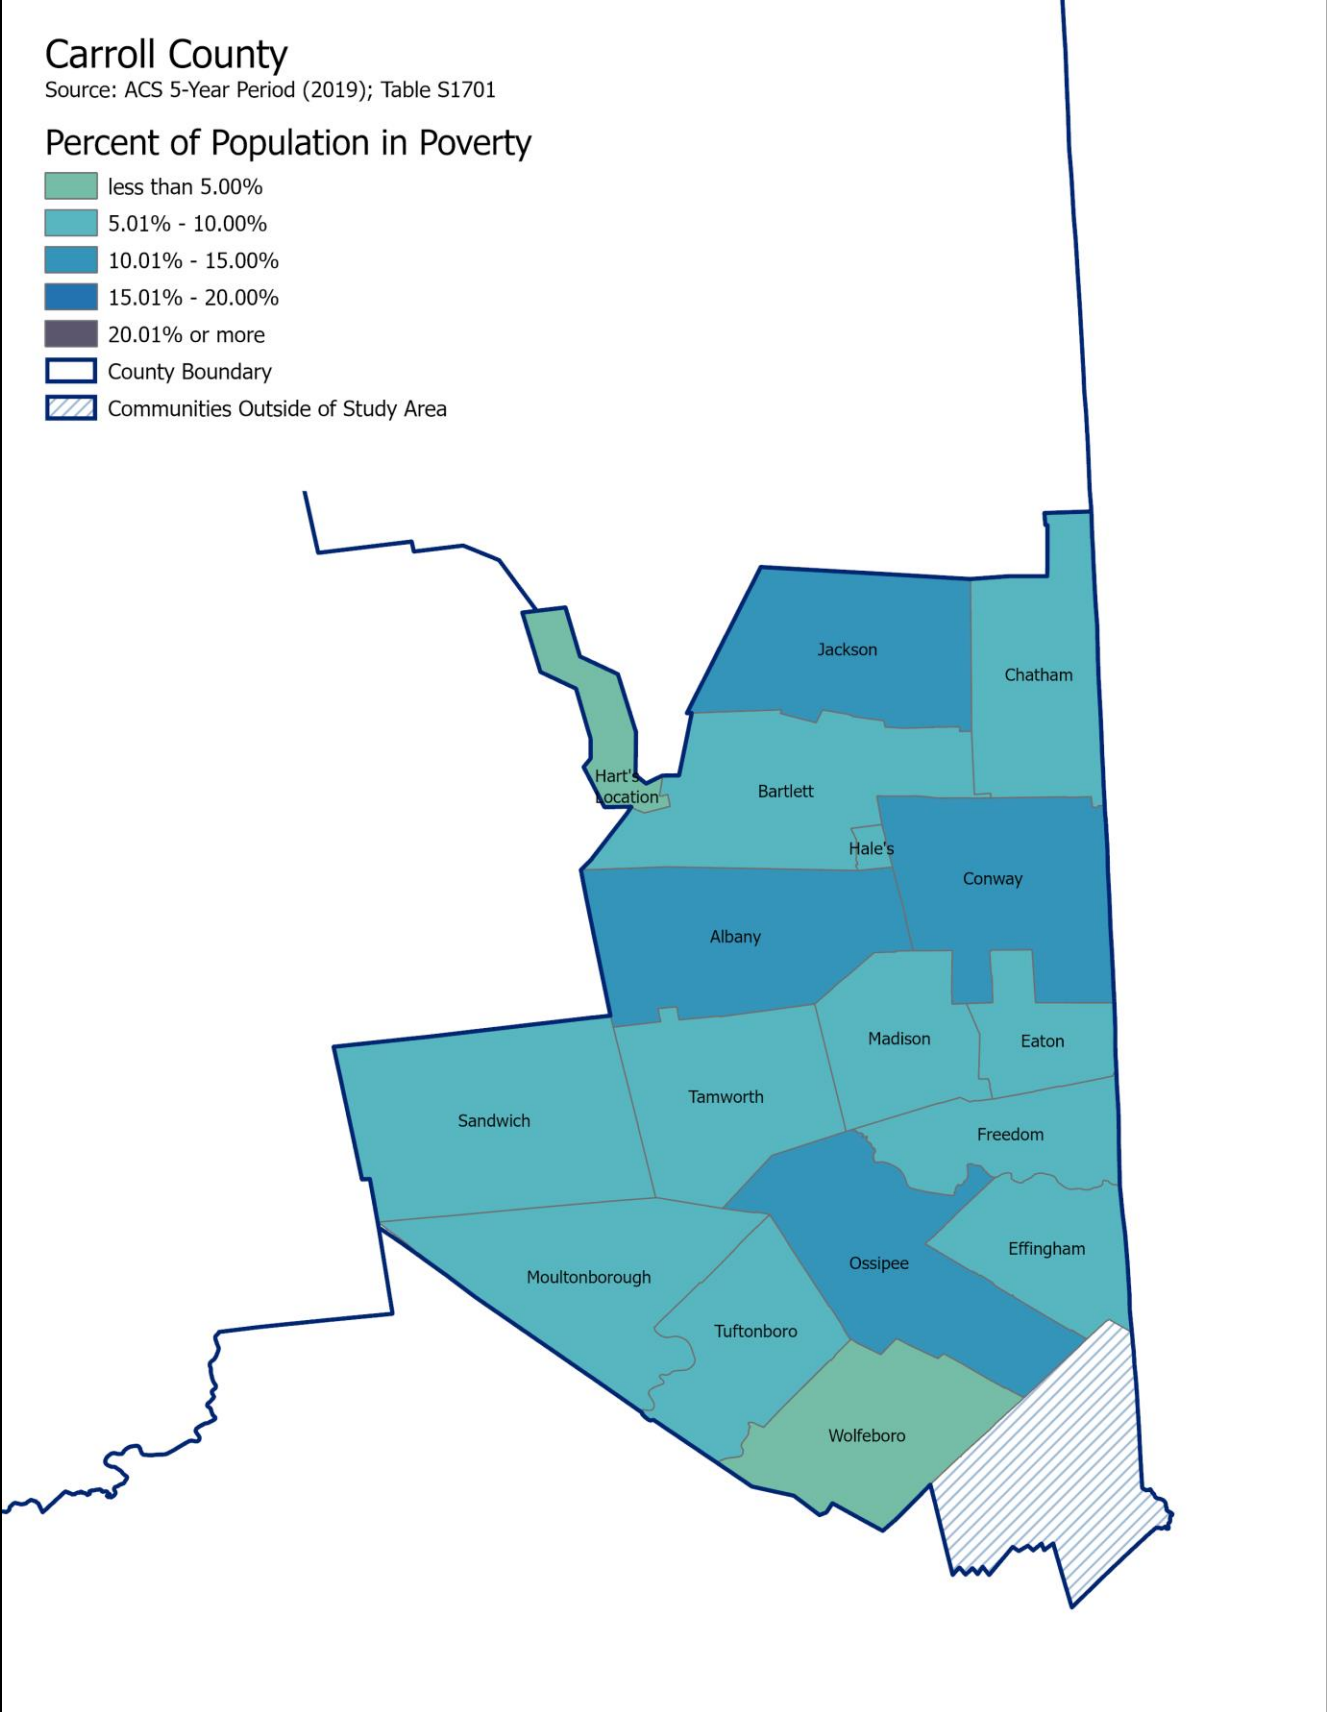 Carroll County
Source: ACS 5-Year Period (2019); Table S1701
Percent of Population in Poverty
less than 5.00%
5.01% - 10.00%
10.01% - 15.00%
15.01% - 20.00%
20.01% or more
County Boundary
Communities Outside of Study Area
Jackson
Chatham
Hart's
Location
Bartlett
Hale's
Conway
Albany
Madison
Eaton
Tamworth
Sandwich
Freedom
Effingham
Ossipee
Moultonborough
Tuftonboro
Wolfeboro